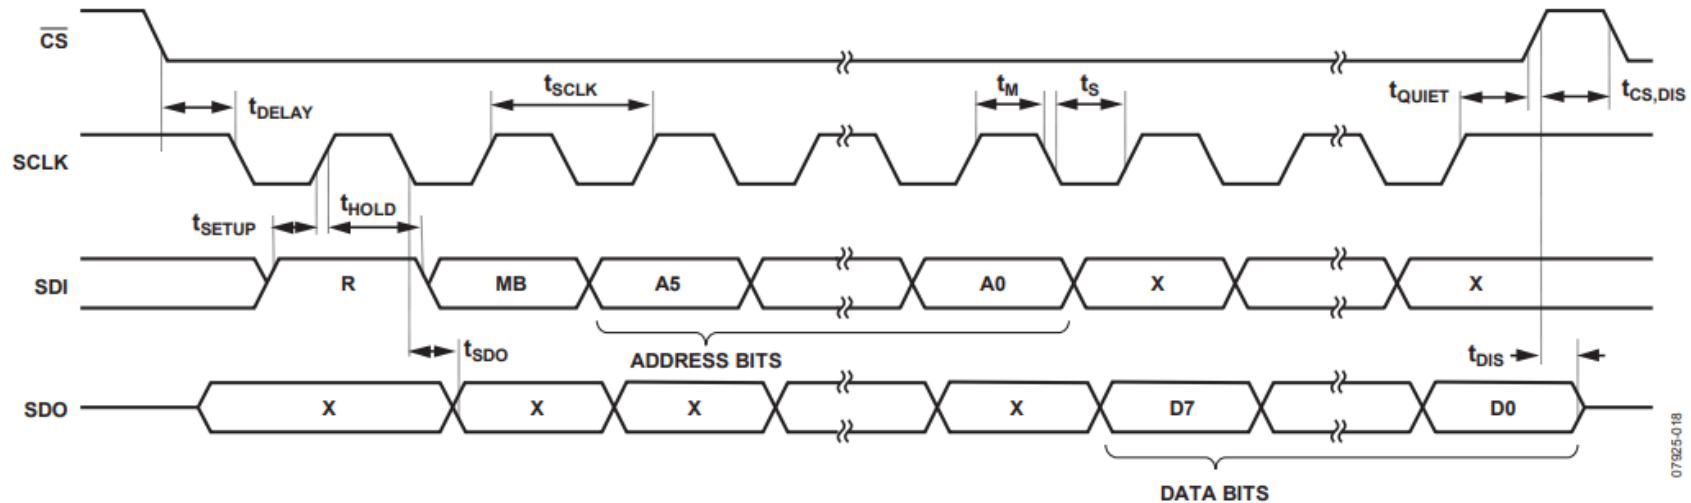 CS
tDELAY
tSCLK
tM
tS
tQUIET
tCS,DIS
SCLK
tSETUP
tHOLD
SDI
R
MB
A5
A0
X
X
tSDO
ADDRESS BITS
tDIS
SDO
X
X
X
X
D7
D0
DATA BITS
07925-018